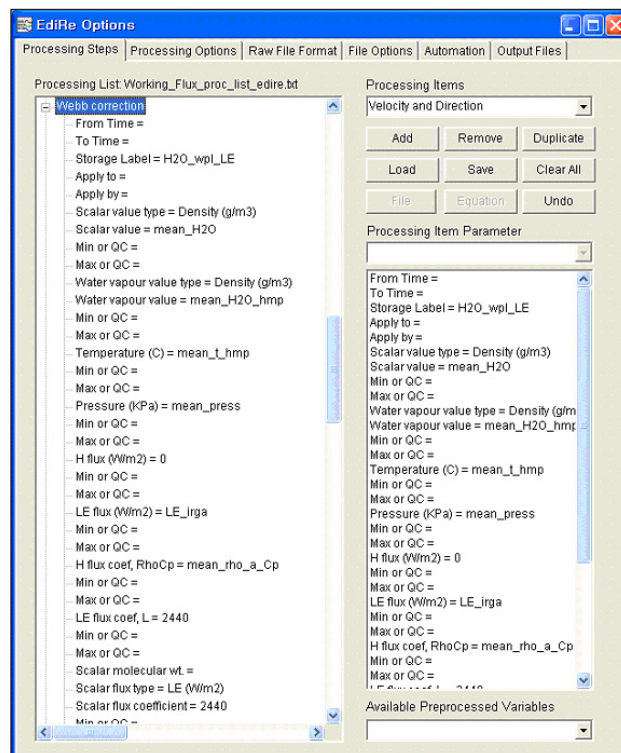 EdiRe Options
Processing Steps
Processing Options
Raw File Format
File Options
Automation
Output Files
Processing List: Working_Flux_proc_list_edire.txt
Webb correction
From Time =
To Time =
Storage Label = H2O_wpl_LE
Apply to =
Apply by =
Scalar value type = Density (g/m3)
Scalar value = mean_H2O
Min or QC =
Max or QC =
Water vapour value type = Density (g/m3)
Water vapour value = mean_H2O_hmp
Min or QC =
Max or QC =
Temperature (C) = mean_t_hmp
Min or QC =
Max or QC =
Pressure (KPa) = mean_press
Min or QC =
Max or QC =
H flux (W/m2) = 0
Min or QC =
Max or QC =
LE flux (W/m2) = LE_irga
Min or QC =
Max or QC =
H flux coef, RhoCp = mean_rho_a_Cp
Min or QC =
Max or QC =
LE flux coef, L = 2440
Min or QC =
Max or QC =
Scalar molecular wt. =
Scalar flux type = LE (W/m2)
Scalar flux coefficient = 2440
Min or QC =
Processing Items
Velocity and Direction
Add
Remove
Duplicate
Load
Save
Clear All
File
Equation
Undo
Processing Item Parameter
From Time =
To Time =
Storage Label = H2O_wpl_LE
Apply to =
Apply by =
Scalar value type = Density (g/m3)
Scalar value = mean_H2O
Min or QC =
Max or QC =
Water vapour value type = Density (g/m
Water vapour value = mean_H2O_hmp
Min or QC =
Max or QC =
Temperature (C) = mean_t_hmp
Min or QC =
Max or QC =
Pressure (KPa) = mean_press
Min or QC =
Max or QC =
H flux (W/m2) = 0
Min or QC =
Max or QC =
LE flux (W/m2) = LE_irga
Min or QC =
Max or QC =
H flux coef, RhoCp = mean_rho_a_Cp
Min or QC =
Max or QC =
LE flux coef, L = 2440
Available Preprocessed Variables